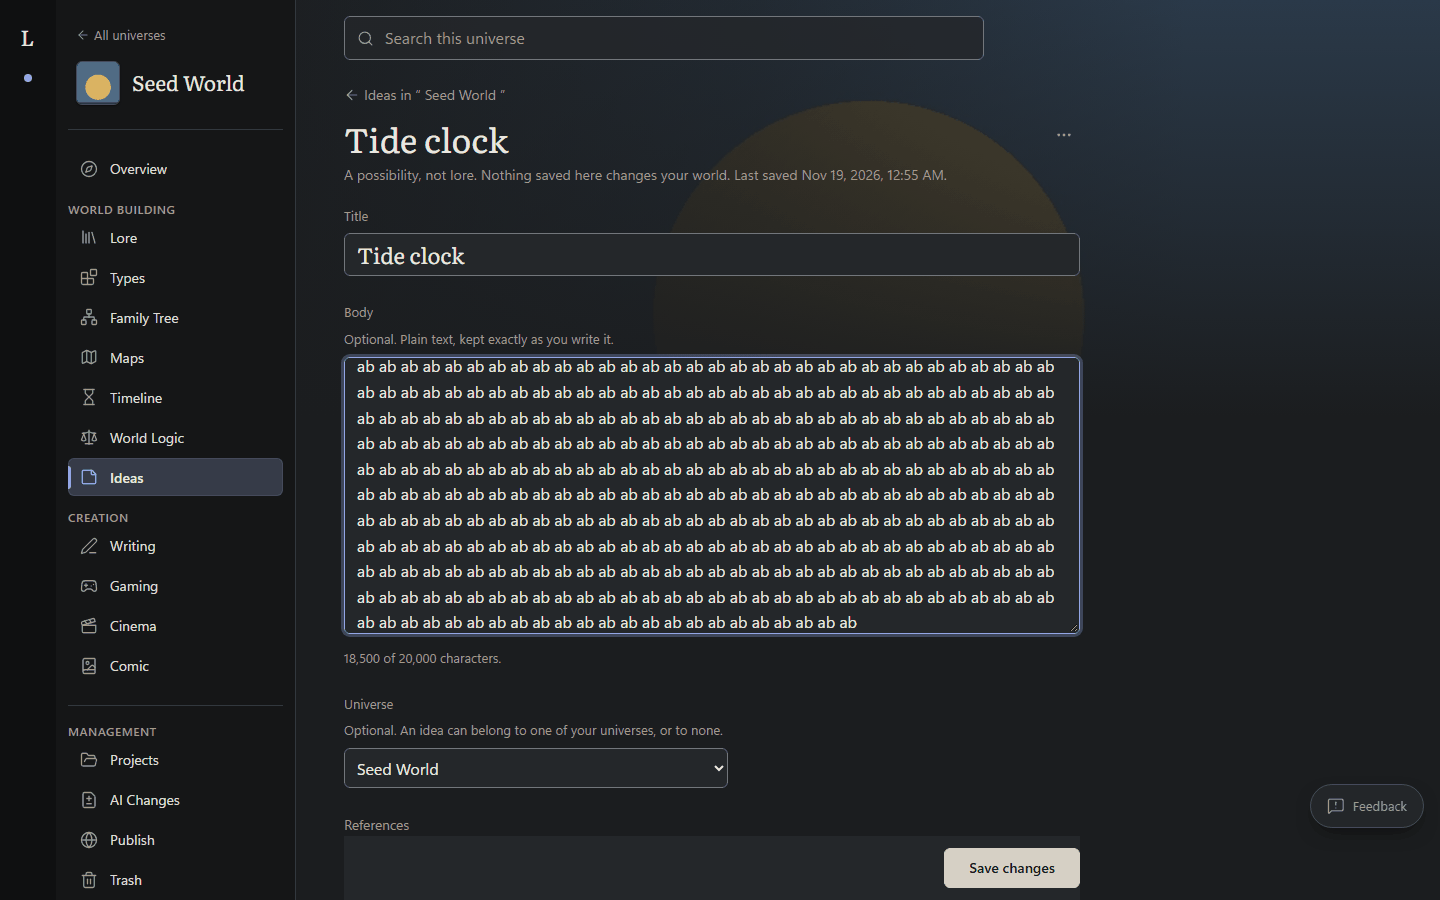 L
All universes
Seed World
Overview
WORLD BUILDING
Lore
Types
Family Tree
Maps
Timeline
World Logic
Ideas
CREATION
Writing
Gaming
Cinema
Comic
MANAGEMENT
Projects
AI Changes
Publish
Trash
Search this universe
Ideas in “ Seed World ”
Tide clock
...
A possibility, not lore. Nothing saved here changes your world. Last saved Nov 19, 2026, 12:55 AM.
Title
Tide clock
Body
Optional. Plain text, kept exactly as you write it.
ab ab ab ab ab ab ab ab ab ab ab ab ab ab ab ab ab ab ab ab ab ab ab ab ab ab ab ab ab ab ab ab
ab ab ab ab ab ab ab ab ab ab ab ab ab ab ab ab ab ab ab ab ab ab ab ab ab ab ab ab ab ab ab ab
ab ab ab ab ab ab ab ab ab ab ab ab ab ab ab ab ab ab ab ab ab ab ab ab ab ab ab ab ab ab ab ab
ab ab ab ab ab ab ab ab ab ab ab ab ab ab ab ab ab ab ab ab ab ab ab ab ab ab ab ab ab ab ab ab
ab ab ab ab ab ab ab ab ab ab ab ab ab ab ab ab ab ab ab ab ab ab ab ab ab ab ab ab ab ab ab ab
ab ab ab ab ab ab ab ab ab ab ab ab ab ab ab ab ab ab ab ab ab ab ab ab ab ab ab ab ab ab ab ab
ab ab ab ab ab ab ab ab ab ab ab ab ab ab ab ab ab ab ab ab ab ab ab ab ab ab ab ab ab ab ab ab
ab ab ab ab ab ab ab ab ab ab ab ab ab ab ab ab ab ab ab ab ab ab ab ab ab ab ab ab ab ab ab ab
ab ab ab ab ab ab ab ab ab ab ab ab ab ab ab ab ab ab ab ab ab ab ab ab ab ab ab ab ab ab ab ab
ab ab ab ab ab ab ab ab ab ab ab ab ab ab ab ab ab ab ab ab ab ab ab ab ab ab ab ab ab ab ab ab
ab ab ab ab ab ab ab ab ab ab ab ab ab ab ab ab ab ab ab ab ab ab ab
18,500 of 20,000 characters.
Universe
Optional. An idea can belong to one of your universes, or to none.
Seed World
References
Save changes
Feedback